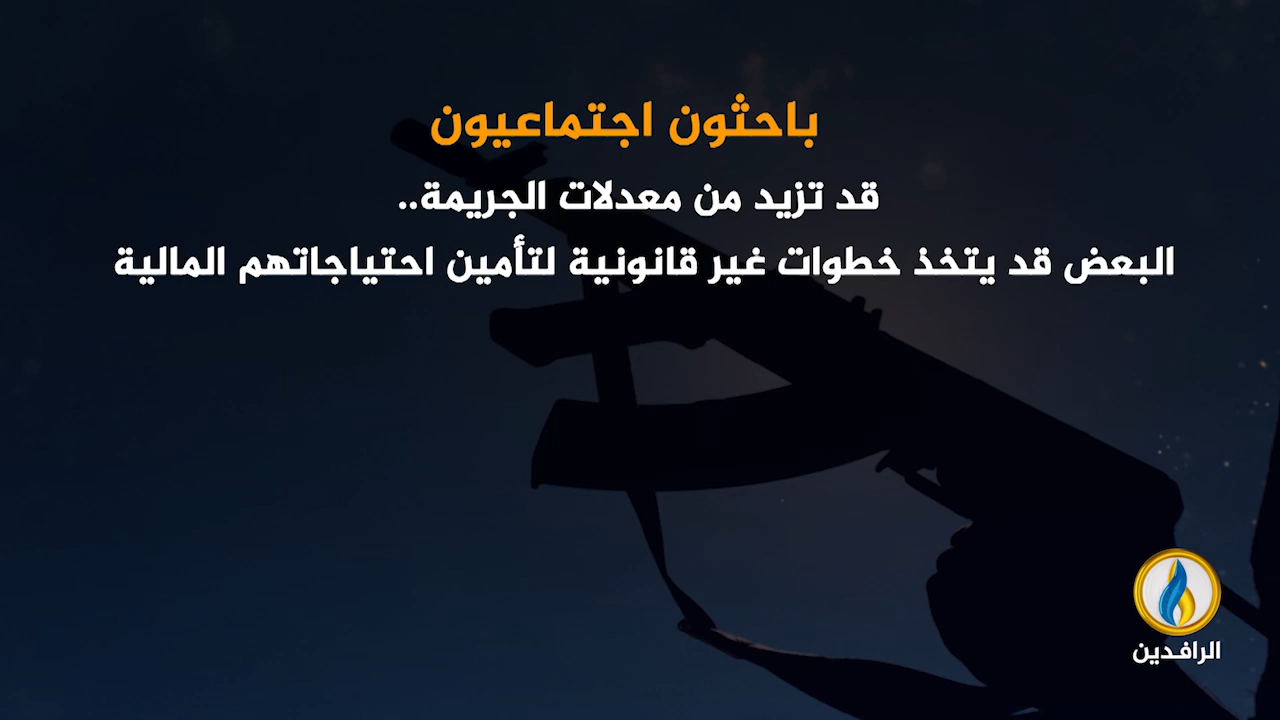 باحثون اجتماعيون
قد تزيد من معدلات الجريمة..
البعض قد يتخذ خطوات غير قانونية لتأمين احتياجاتهم المالية
الرافدين